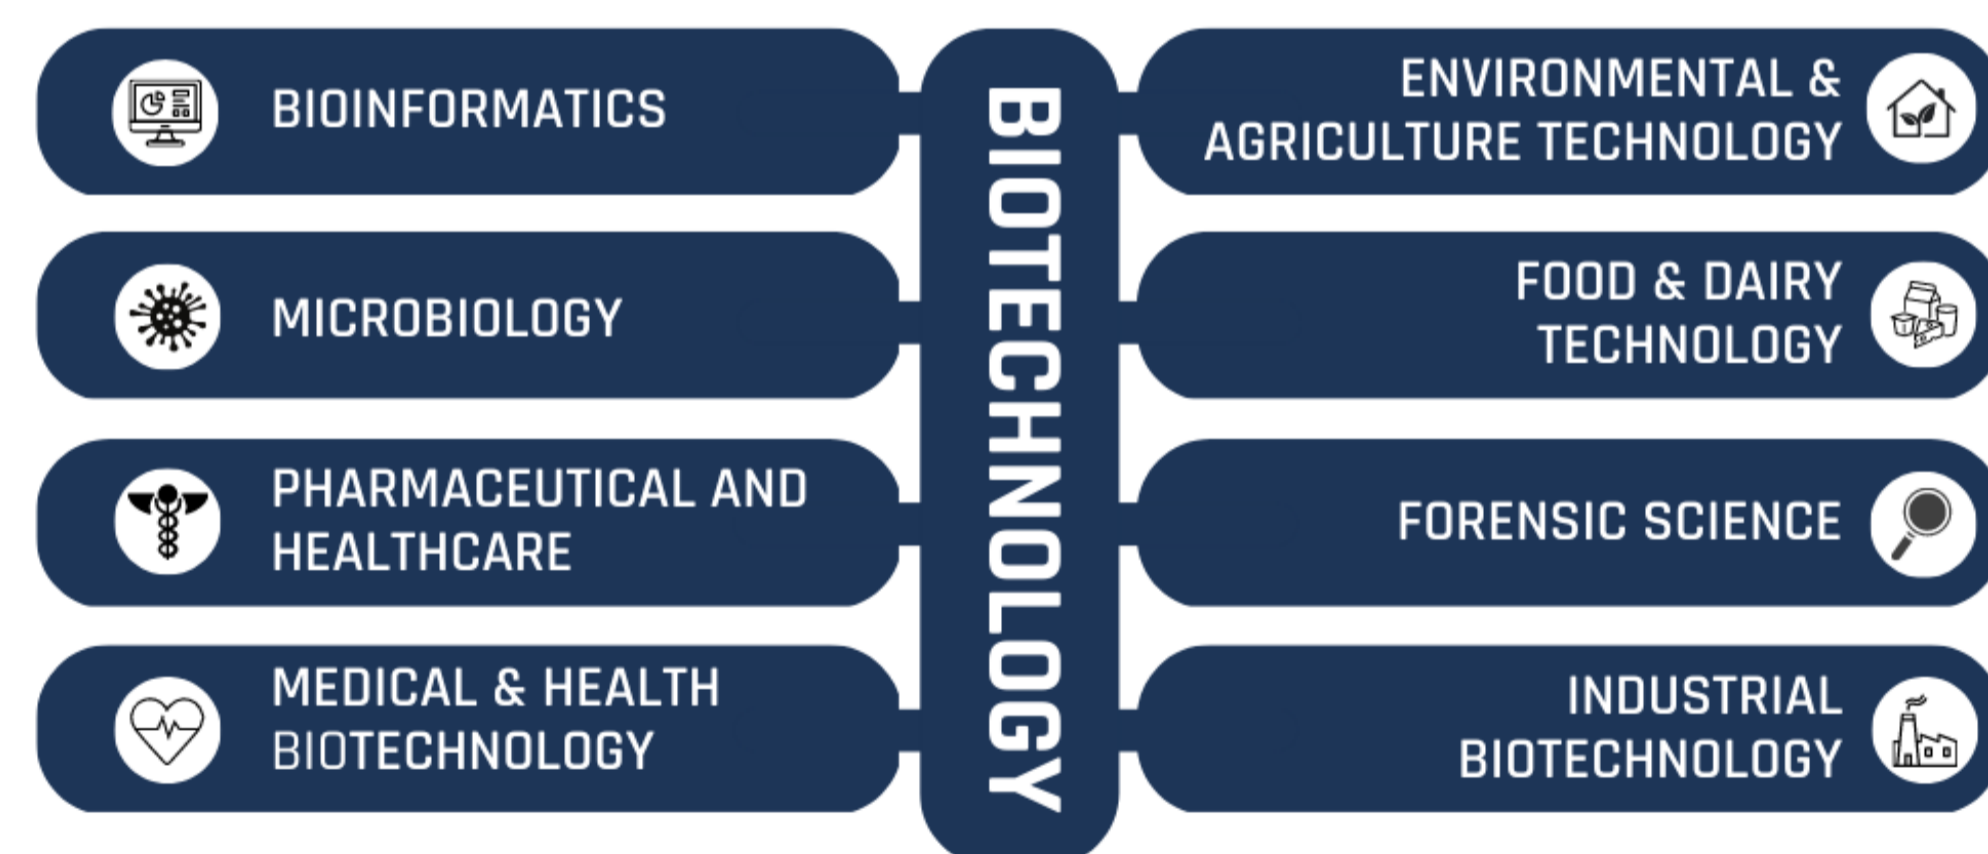 BIOINFORMATICS
MICROBIOLOGY
PHARMACEUTICAL AND
HEALTHCARE
MEDICAL & HEALTH
BIOTECHNOLOGY
BIOTECHNOLOGY
ENVIRONMENTAL &
AGRICULTURE TECHNOLOGY
FOOD & DAIRY
TECHNOLOGY
FORENSIC SCIENCE
INDUSTRIAL
BIOTECHNOLOGY